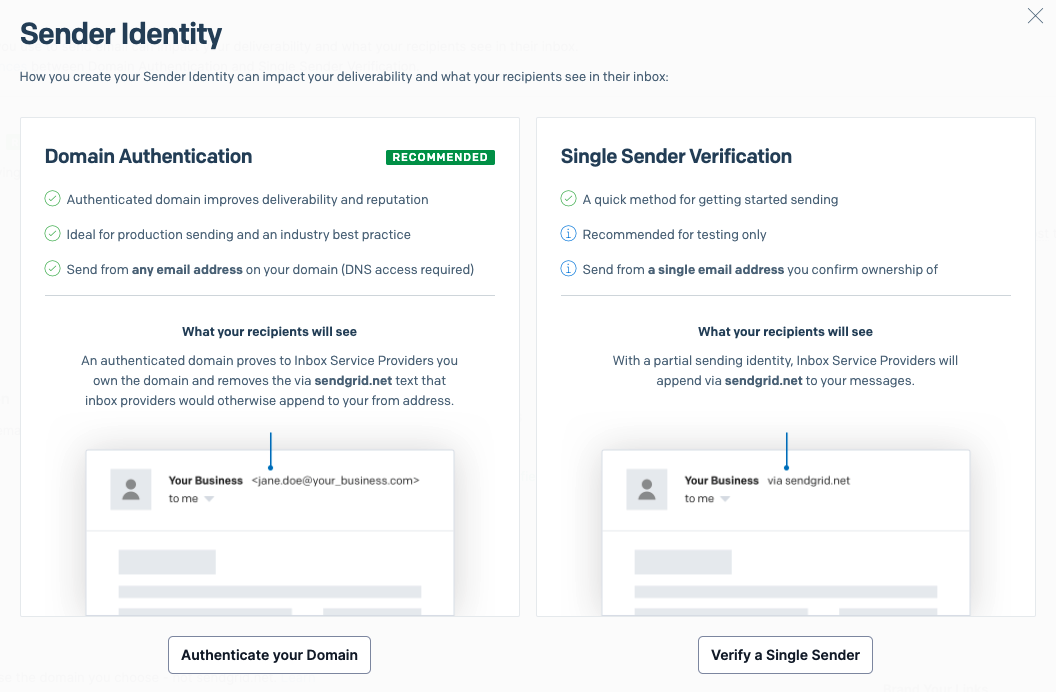 Sender Identity
How you create your Sender Identity can impact your deliverability and what your recipients see in their inbox:
Domain Authentication
RECOMMENDED
Authenticated domain improves deliverability and reputation
Ideal for production sending and an industry best practice
Send from any email address on your domain (DNS access required)
What your recipients will see
An authenticated domain proves to Inbox Service Providers you
own the domain and removes the via sendgrid.net text that
inbox providers would otherwise append to your from address.
Your Business <jane.doe@your_business.com>
to me
Authenticate your Domain
Single Sender Verification
A quick method for getting started sending
Recommended for testing only
Send from a single email address you confirm ownership of
What your recipients will see
With a partial sending identity, Inbox Service Providers will
append via sendgrid.net to your messages.
Your Business via sendgrid.net
to me
Verify a Single Sender